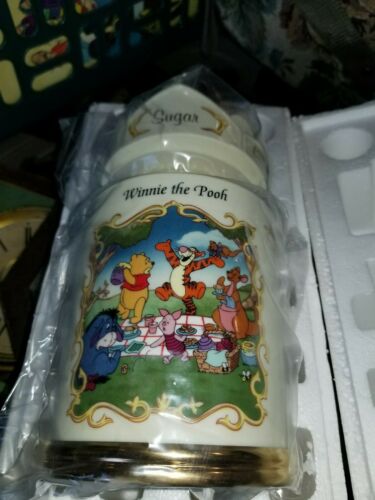 Sugar
Winnie the Pooh